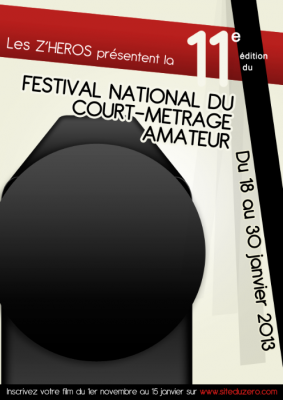 Les Z'HEROS présentent la
11e
édition
du
FESTIVAL NATIONAL DU
COURT-METRAGE
AMATEUR
Du 18 au 30 janvier 2013
Inscrivez votre film du 1er novembre au 15 janvier sur www.siteduzero.com